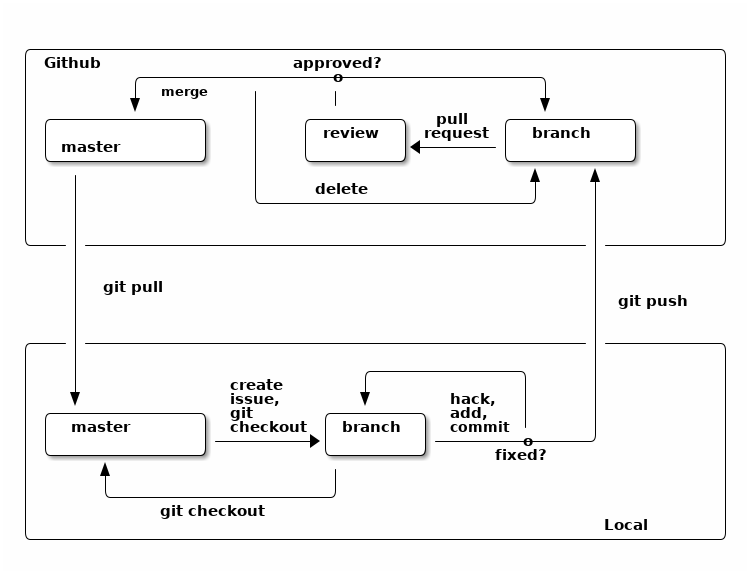 Github
approved?
o
merge
pull
request
master
review
branch
delete
git pull
git push
create
issue,
git
checkout
hack,
add,
commit
master
branch
o
fixed?
git checkout
Local